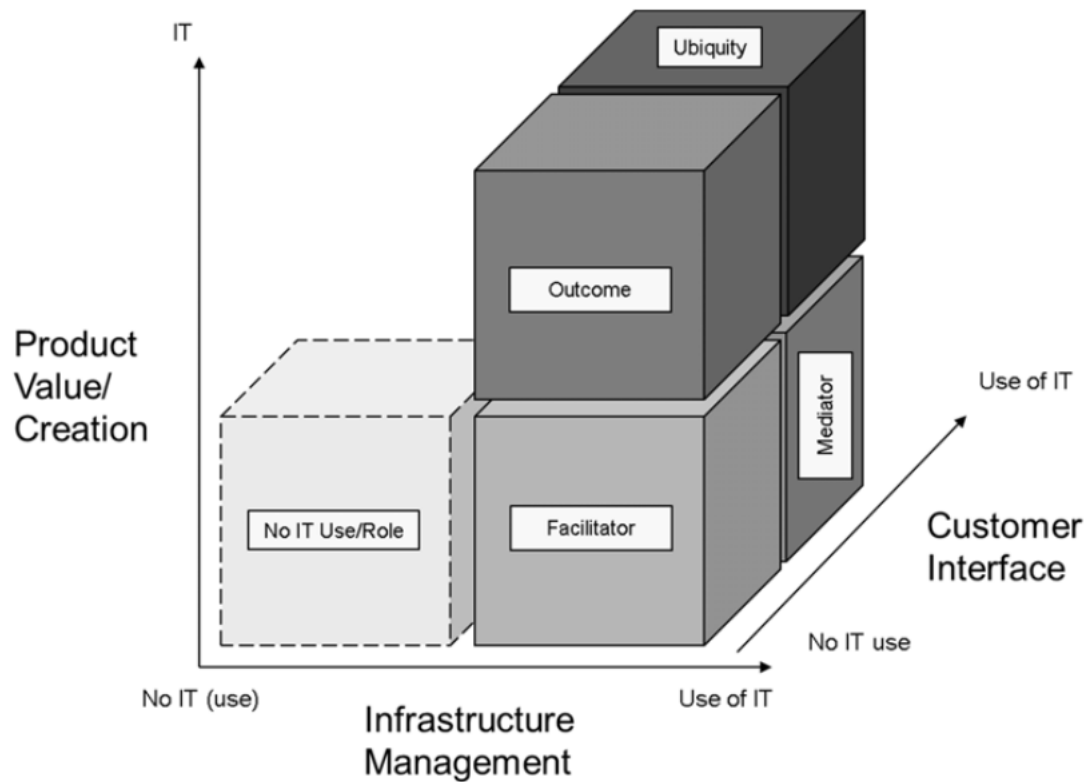 IT
Ubiquity
Outcome
Product
Value/
Creation
Use of IT
Mediator
No IT Use/Role
Facilitator
Customer
Interface
No IT use
No IT (use)
Use of IT
Infrastructure
Management